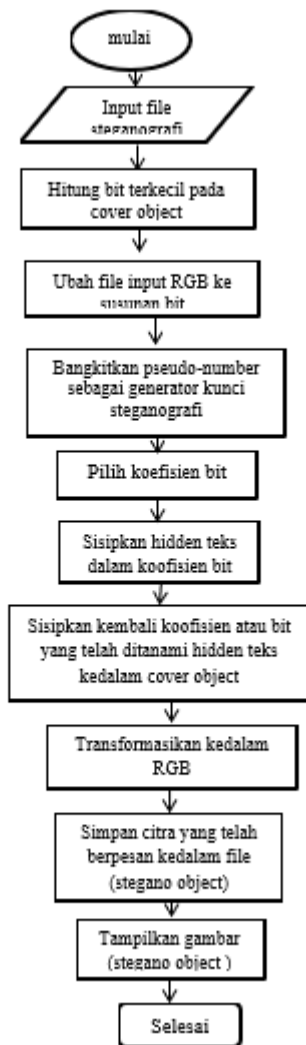 mulai
Input file
steganografi
Hitung bit terkecil pada
cover object
Ubah file input RGB ke
susunan bit
Bangkitkan pseudo-number
sebagai generator kunci
steganografi
Pilih koefisien bit
Sisipkan hidden teks
dalam koofisien bit
Sisipkan kembali koofisien atau bit
yang telah ditanami hidden teks
kedalam cover object
Transformasikan kedalam
RGB
Simpan citra yang telah
berpesan kedalam file
(stegano object)
Tampilkan gambar
(stegano object )
Selesai